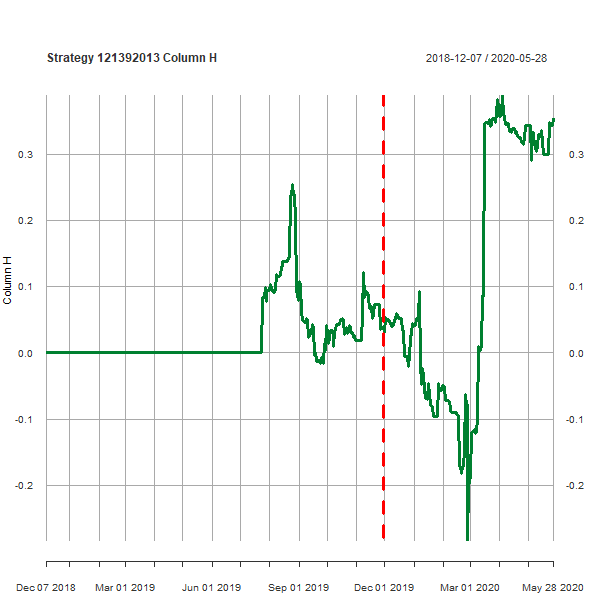 Strategy 121392013 Column H
2018-12-07 / 2020-05-28
Column H
0.3
0.2
0.1
0.0
-0.1
-0.2
0.3
0.2
0.1
0.0
-0.1
-0.2
Dec 07 2018
Mar 01 2019
Jun 01 2019
Sep 01 2019
Dec 01 2019
Mar 01 2020
May 28 2020